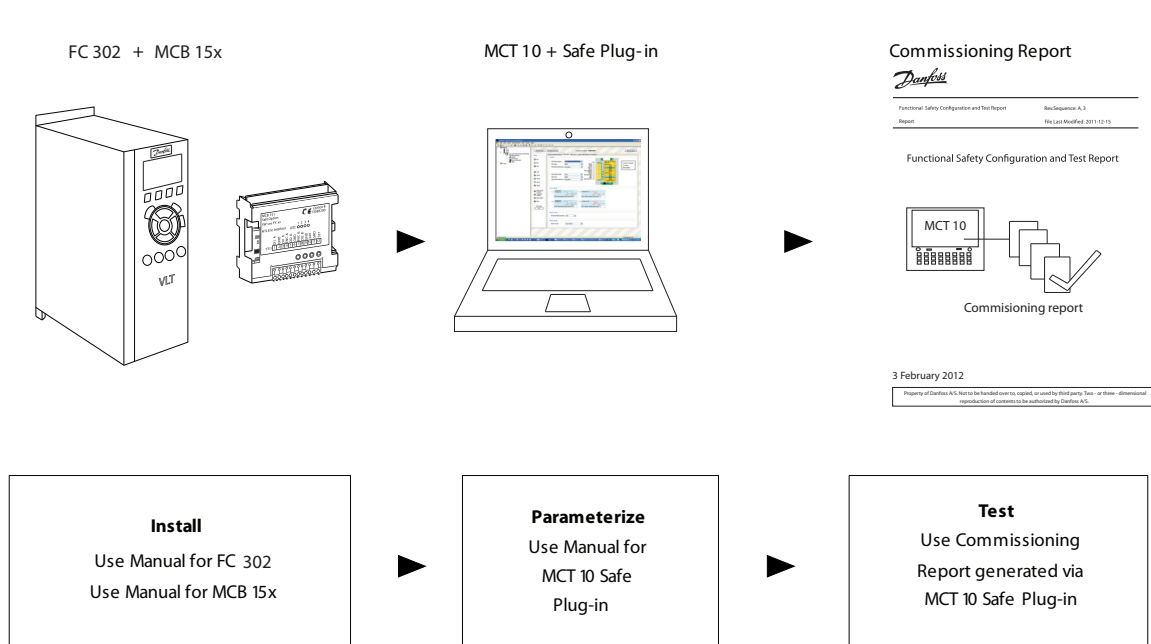 FC 302 + MCB 15x
MCT 10 + Safe Plug-in
Commissioning Report
Danfoss
Functional Safety Configuration and Test Report
Rev.Sequence: A, 3
Report
File Last Modified: 2011-12-15
Functional Safety Configuration and Test Report
MCT 10
Commisioning report
3 February 2012
Property of Danfoss A/S. Not to be handed over to, copied, or used by third party. Two - or three - dimensional
reproduction of contents to be authorized by Danfoss A/S.
Danfoss
VLT
MCB 151
Install
Use Manual for FC 302
Use Manual for MCB 15x
Parameterize
Use Manual for
MCT 10 Safe
Plug-in
Test
Use Commissioning
Report generated via
MCT 10 Safe Plug-in